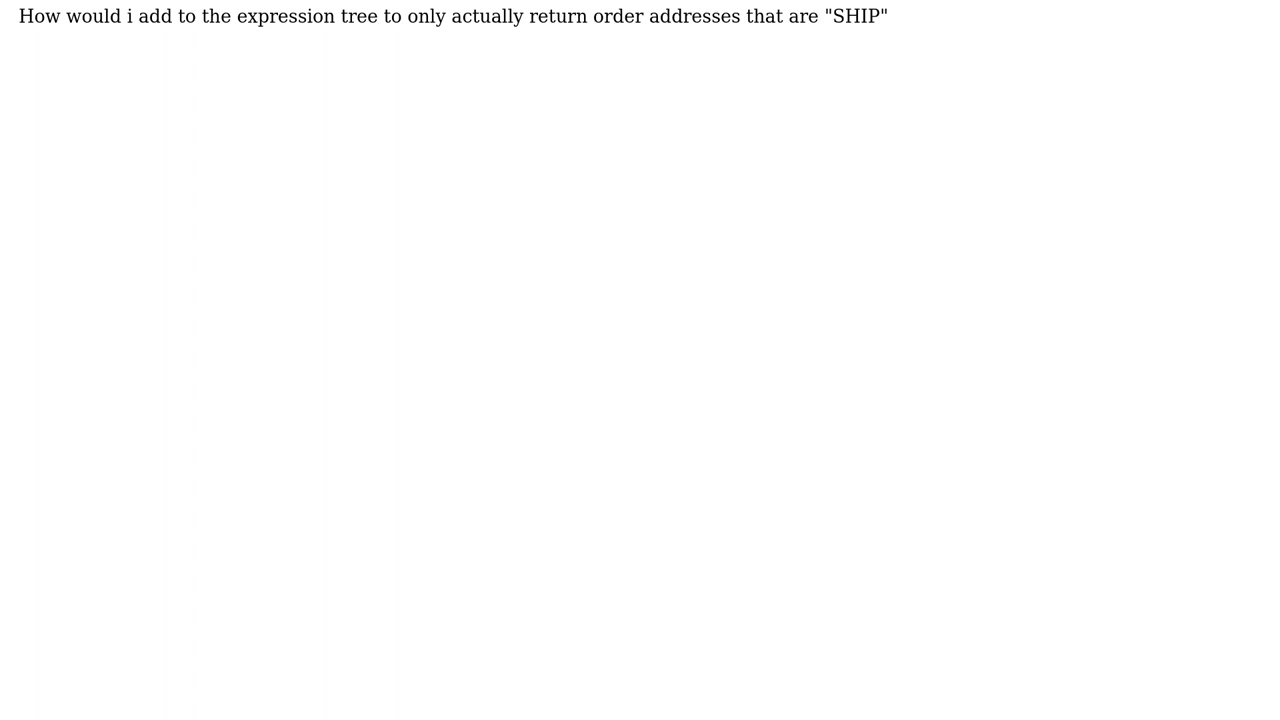 How would i add to the expression tree to only actually return order addresses that are "SHIP"